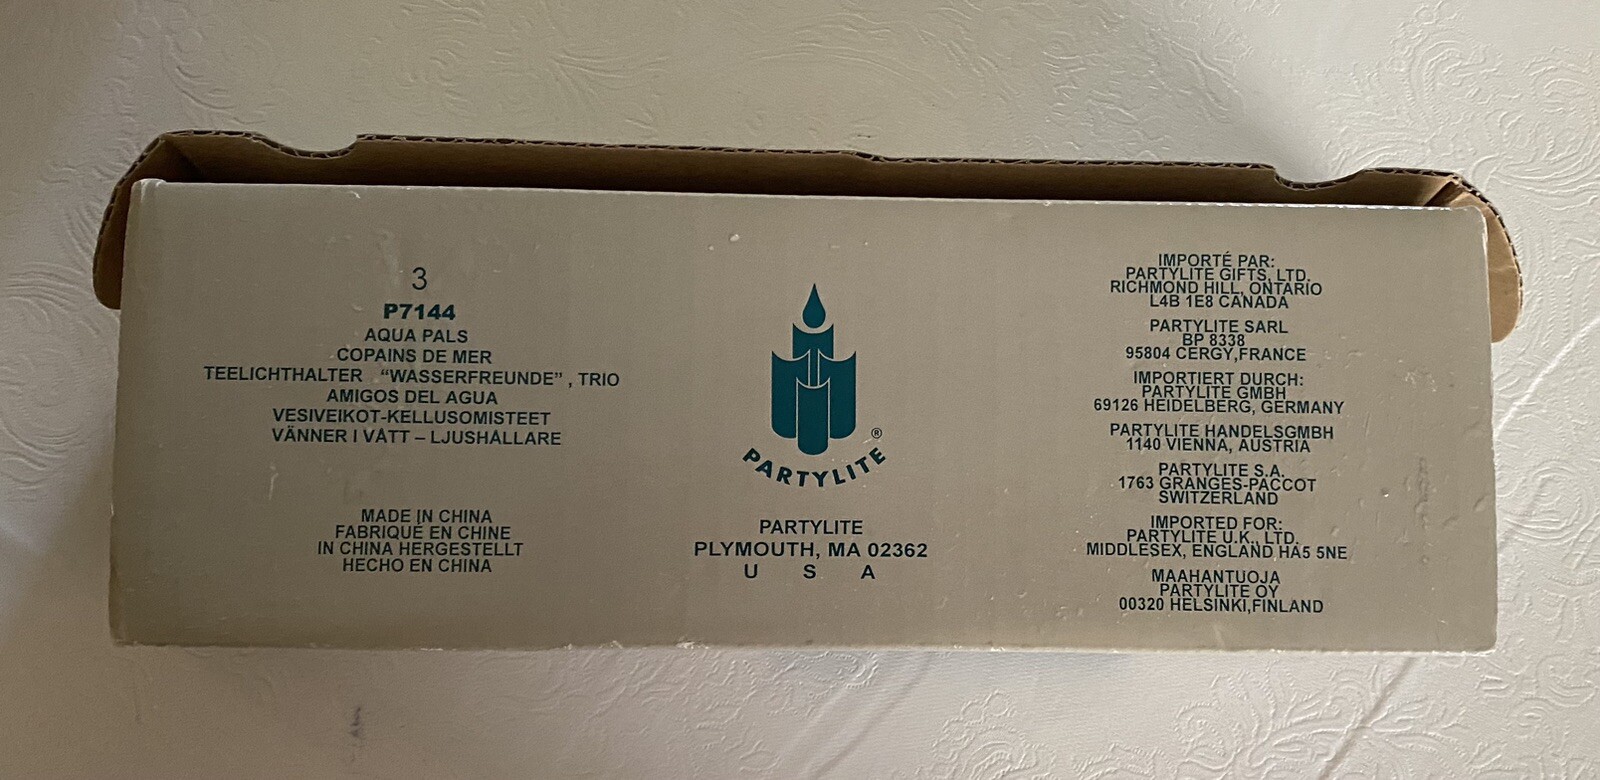 3
P7144
AQUA PALS
COPAINS DE MER
TEELICHTHALTER "WASSERFREUNDE" , TRIO
AMIGOS DEL AGUA
VESIVEIKOT-KELLUSOMISTEET
VÄNNER I VÅTT – LJUSHÅLLARE
MADE IN CHINA
FABRIQUÉ EN CHINE
IN CHINA HERGESTELLT
HECHO EN CHINA
PARTYLITE®
PARTYLITE
PLYMOUTH, MA 02362
U S A
IMPORTÉ PAR:
PARTYLITE GIFTS, LTD.
RICHMOND HILL, ONTARIO
L4B 1E8 CANADA
PARTYLITE SARL
BP 8338
95804 CERGY,FRANCE
IMPORTIERT DURCH:
PARTYLITE GMBH
69126 HEIDELBERG, GERMANY
PARTYLITE HANDELSGMBH
1140 VIENNA, AUSTRIA
PARTYLITE S.A.
1763 GRANGES-PACCOT
SWITZERLAND
IMPORTED FOR:
PARTYLITE U.K., LTD.
MIDDLESEX, ENGLAND HA5 5NE
MAAHANTUOJA
PARTYLITE OY
00320 HELSINKI,FINLAND